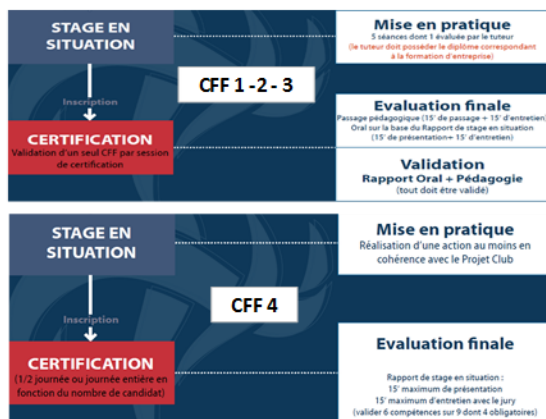 STAGE EN
SITUATION
Mise en pratique
5 séances dont 1 évaluée par le tuteur
(le tuteur doit posséder le diplôme correspondant
à la formation d'entreprise)
CFF 1 - 2 - 3
Inscription
CERTIFICATION
Validation d'un seul CFF par session
de certification
Evaluation finale
Passage pédagogique (15' de passage + 15' d'entretien)
Oral sur la base du Rapport de stage en situation
(15' de présentation+ 15' d'entretien)
Validation
Rapport Oral + Pédagogie
(tout doit être validé)
STAGE EN
SITUATION
Mise en pratique
Réalisation d'une action au moins en
cohérence avec le Projet Club
CFF 4
Inscription
CERTIFICATION
(1/2 journée ou journée entière en
fonction du nombre de candidat)
Evaluation finale
Rapport de stage en situation :
15' maximum de présentation
15' maximum d'entretien avec le jury
(valider 6 compétences sur 9 dont 4 obligatoires)